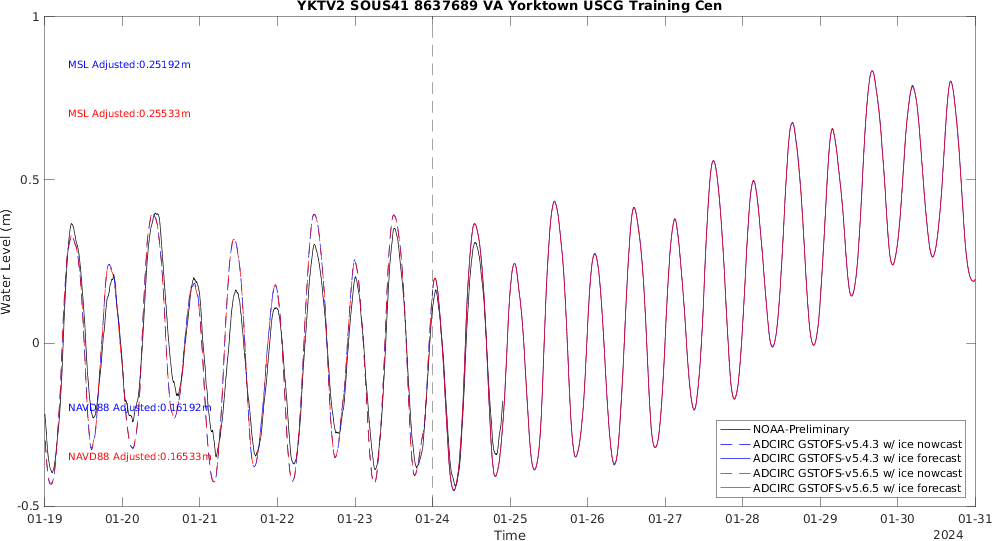 YKTV2 SOUS41 8637689 VA Yorktown USCG Training Cen
Water Level (m)
1
0.5
0
-0.5
MSL Adjusted:0.25192m
MSL Adjusted:0.25533m
NAVD88 Adjusted:0.16192m
NAVD88 Adjusted:0.16533m
NOAA-Preliminary
ADCIRC GSTOFS-v5.4.3 w/ ice nowcast
ADCIRC GSTOFS-v5.4.3 w/ ice forecast
ADCIRC GSTOFS-v5.6.5 w/ ice nowcast
ADCIRC GSTOFS-v5.6.5 w/ ice forecast
01-19 01-20 01-21 01-22 01-23 01-24 01-25 01-26 01-27 01-28 01-29 01-30 01-31
Time
2024